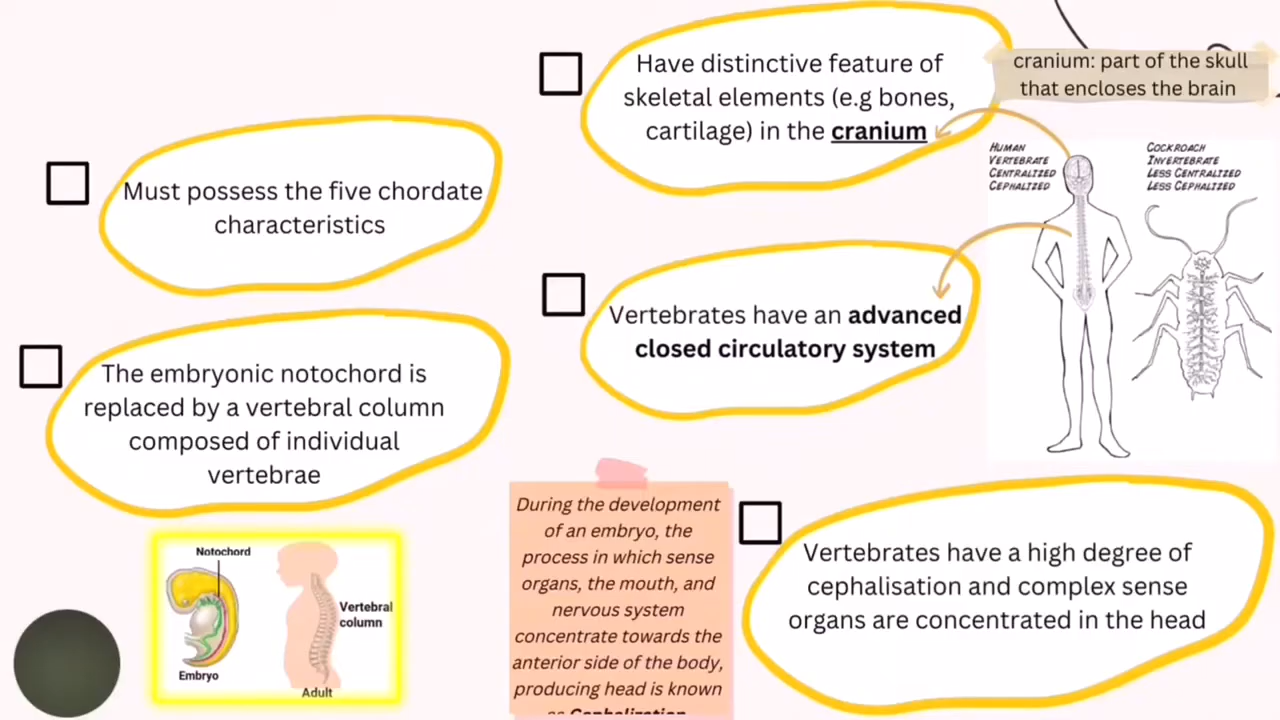 Have distinctive feature of
skeletal elements (e.g bones,
cartilage) in the cranium
cranium: part of the skull
that encloses the brain
Must possess the five chordate
characteristics
HUMAN
VERTEBRATE
CENTRALIZED
CEPHALIZED
COCKROACH
INVERTEBRATE
LESS CENTRALIZED
LESS CEPHALIZED
Vertebrates have an advanced
closed circulatory system
The embryonic notochord is
replaced by a vertebral column
composed of individual
vertebrae
During the development
of an embryo, the
process in which sense
organs, the mouth, and
nervous system
concentrate towards the
anterior side of the body,
producing head is known
as Cephalization
Vertebrates have a high degree of
cephalisation and complex sense
organs are concentrated in the head
Notochord
Vertebral
column
Embryo
Adult